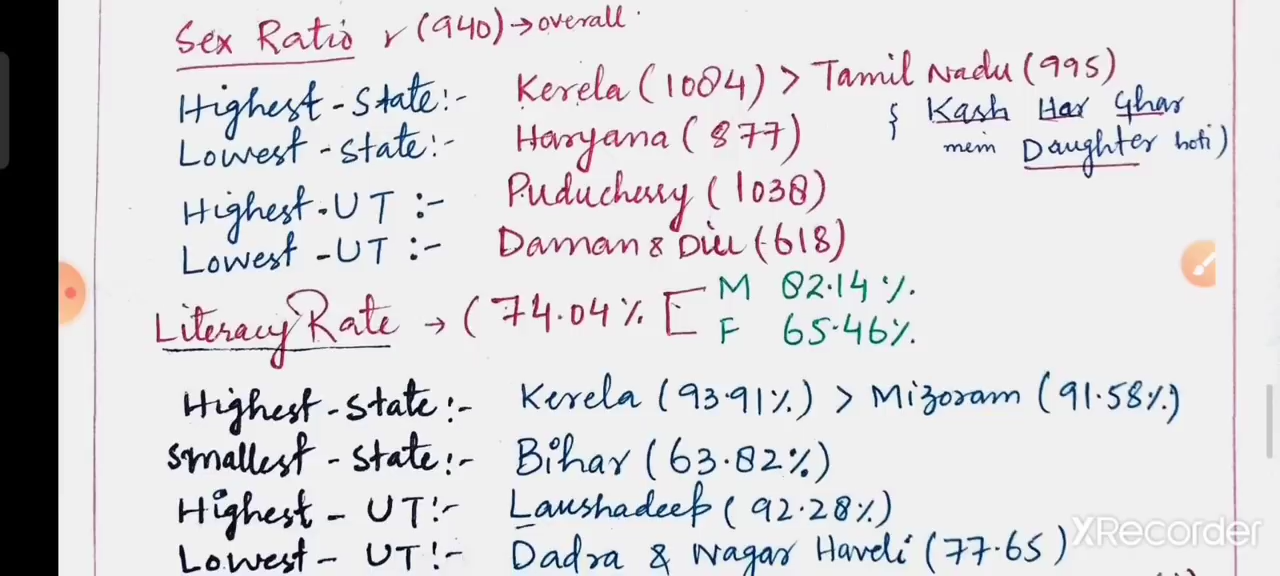 Sex Ratio r (940) → overall
Highest - State :- Kerela (1084) > Tamil Nadu (995)
{ Kash Har Ghar
Lowest - State :- Haryana (877)
mein Daughter hoti )
Highest - UT :- Puducherry (1038)
Lowest - UT :- Daman & Diu (618)
Literacy Rate → (74.04% [ M 82.14 %.
F 65.46%.
Highest - State :- Kerela (93.91%) > Mizoram (91.58%)
Smallest - State :- Bihar (63.82%)
Highest - UT :- Laushadeep (92.28%)
Lowest - UT :- Dadra & Nagar Haveli (77.65)
XRecorder